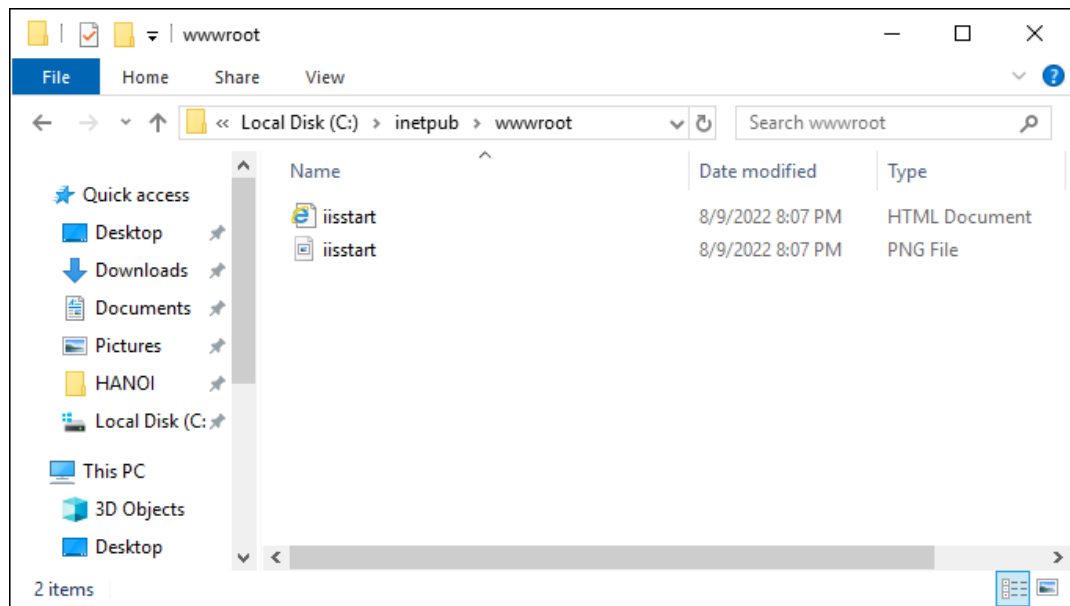 wwwroot
File Home Share View
« Local Disk (C:) › inetpub › wwwroot Search wwwroot
Name Date modified Type
Quick access
Desktop
Downloads
Documents
Pictures
HANOI
Local Disk (C:
This PC
3D Objects
Desktop
iisstart 8/9/2022 8:07 PM HTML Document
iisstart 8/9/2022 8:07 PM PNG File
2 items